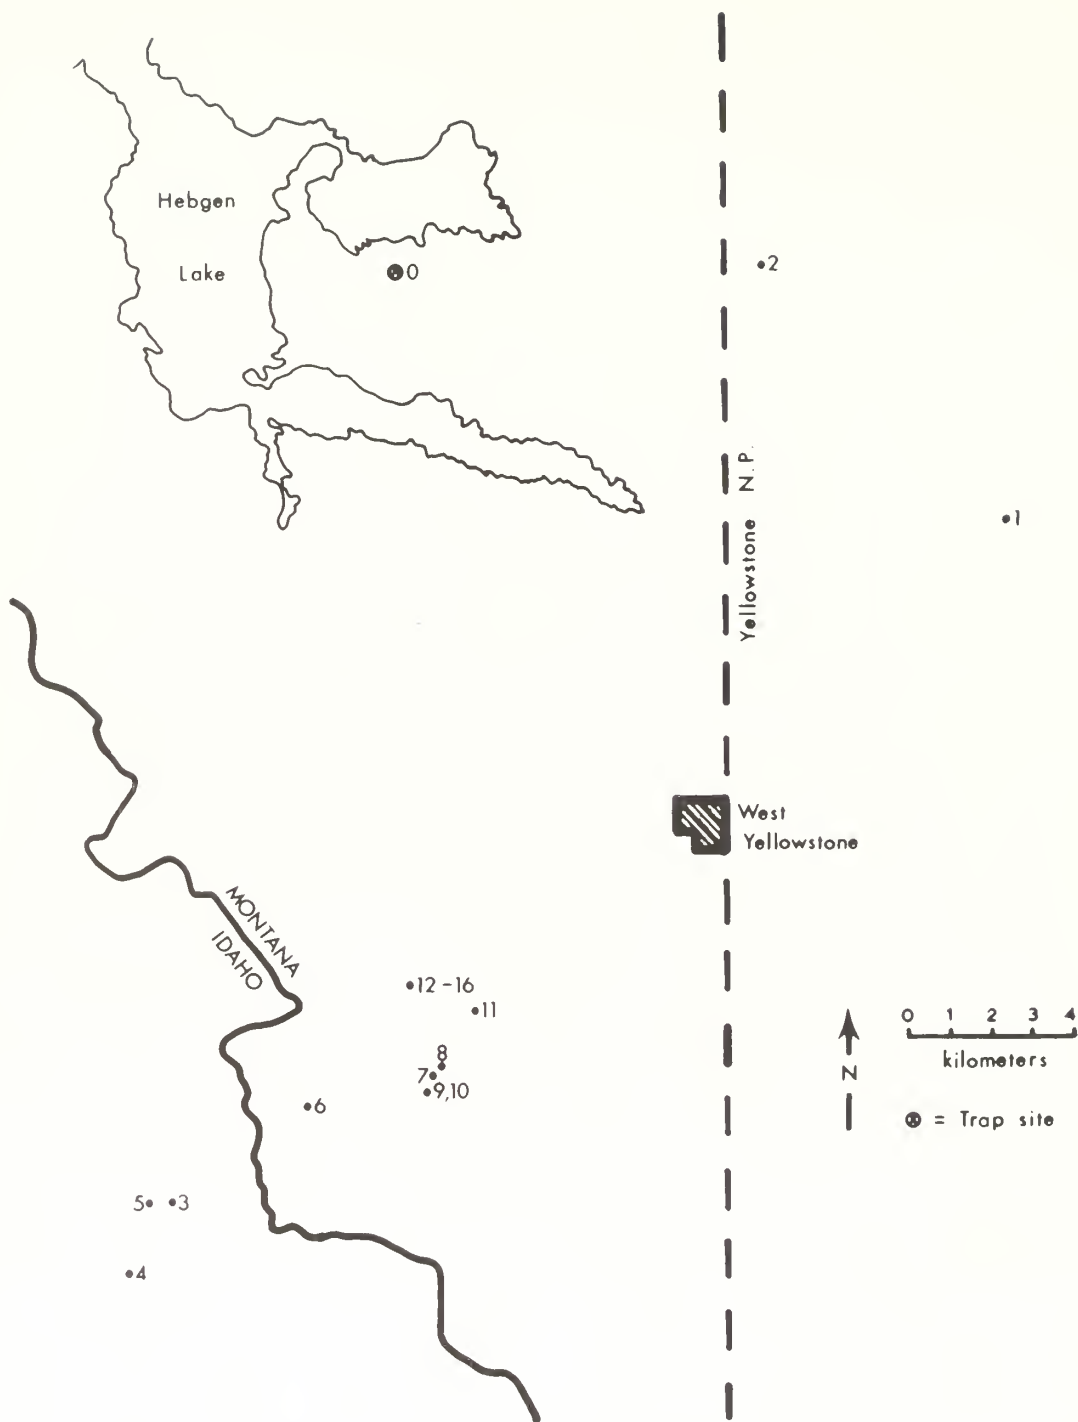 Hebgen
Lake
0
2
Yellowstone N.P.
1
West
Yellowstone
MONTANA
IDAHO
12-16
11
8
7
9,10
6
5
3
4
0 1 2 3 4
kilometers
N
= Trap site